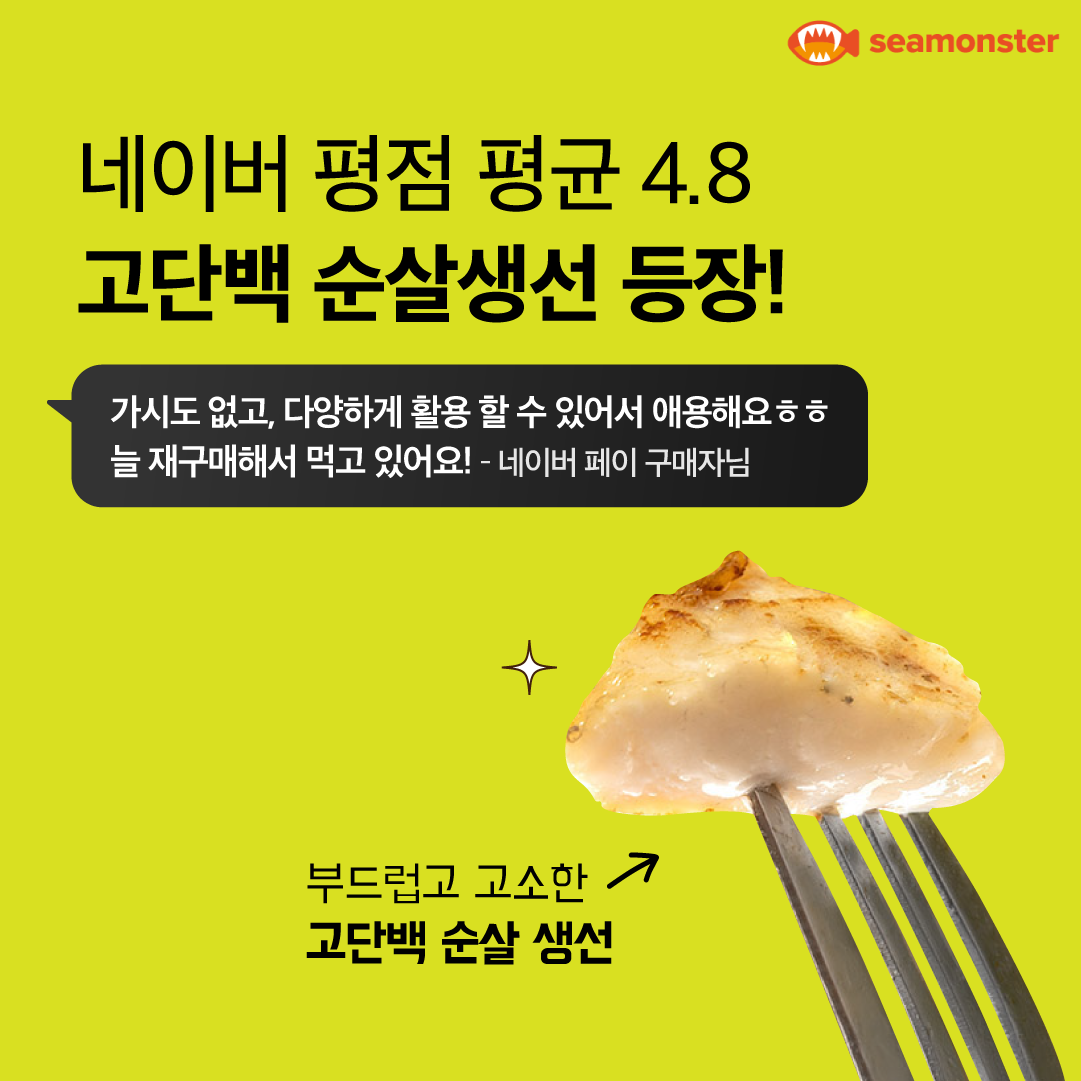 seamonster
네이버 평점 평균 4.8
고단백 순살생선 등장!
가시도 없고, 다양하게 활용 할 수 있어서 애용해요ㅎㅎ
늘 재구매해서 먹고 있어요! - 네이버 페이 구매자님
부드럽고 고소한
고단백 순살 생선